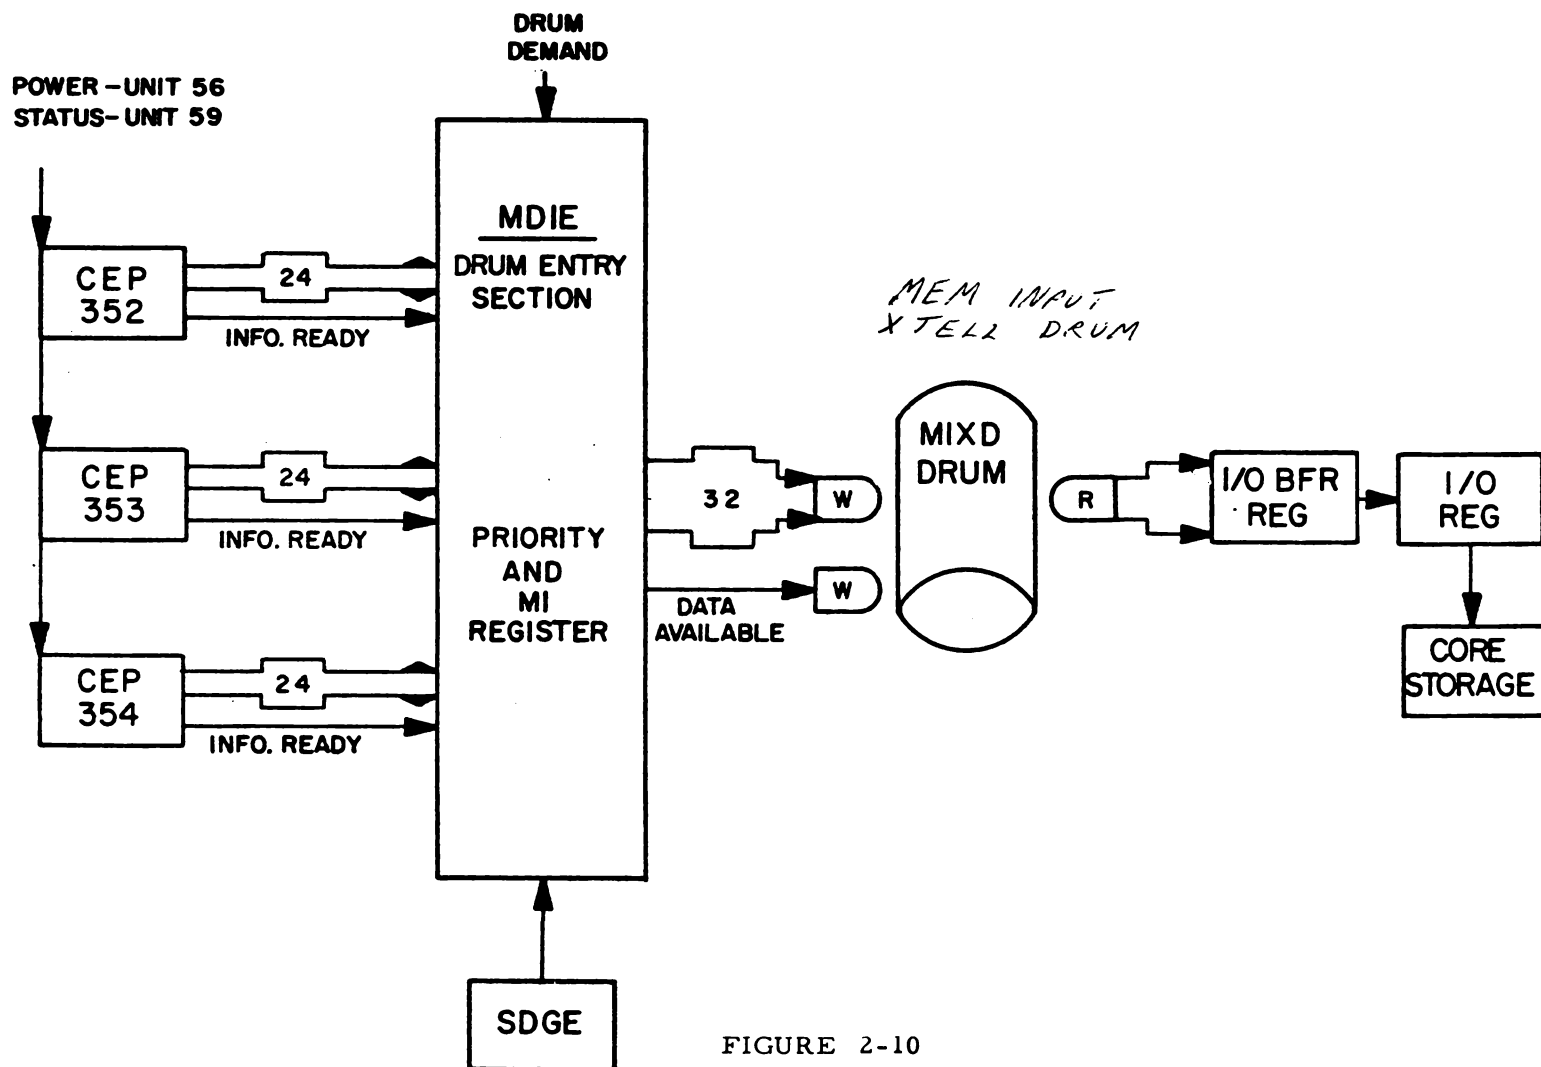 DRUM
DEMAND
POWER-UNIT 56
STATUS-UNIT 59
MDIE
DRUM ENTRY
SECTION
PRIORITY
AND
MI
REGISTER
CEP
352
24
INFO. READY
CEP
353
24
INFO. READY
CEP
354
24
INFO. READY
32
W
W
DATA
AVAILABLE
MEM INPUT
X TELL DRUM
MIXD
DRUM
R
I/O BFR
REG
I/O
REG
CORE
STORAGE
SDGE
FIGURE 2-10